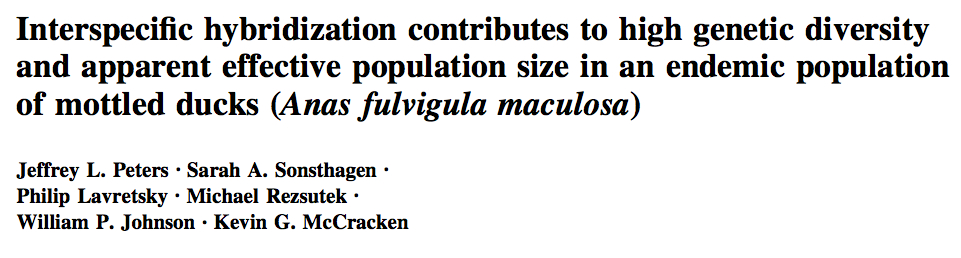 Interspecific hybridization contributes to high genetic diversity
and apparent effective population size in an endemic population
of mottled ducks (Anas fulvigula maculosa)
Jeffrey L. Peters · Sarah A. Sonsthagen ·
Philip Lavretsky · Michael Rezsutek ·
William P. Johnson · Kevin G. McCracken